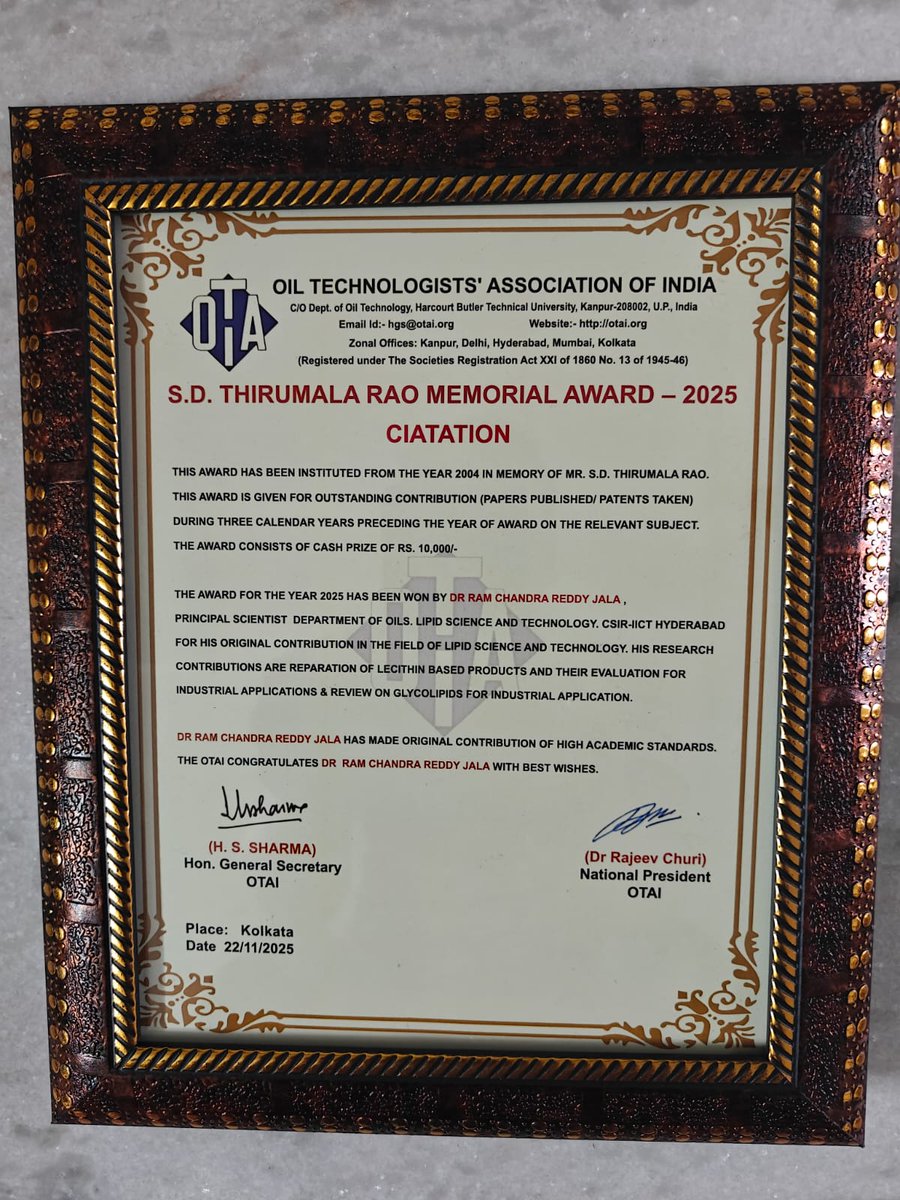 OTA
OIL TECHNOLOGISTS' ASSOCIATION OF INDIA
C/O Dept. of Oil Technology, Harcourt Butler Technical University, Kanpur-208002, U.P., India
Email Id:- hgs@otai.org Website:- http://otai.org
Zonal Offices: Kanpur, Delhi, Hyderabad, Mumbai, Kolkata
(Registered under The Societies Registration Act XXI of 1860 No. 13 of 1945-46)
S.D. THIRUMALA RAO MEMORIAL AWARD – 2025
CIATATION
THIS AWARD HAS BEEN INSTITUTED FROM THE YEAR 2004 IN MEMORY OF MR. S.D. THIRUMALA RAO.
THIS AWARD IS GIVEN FOR OUTSTANDING CONTRIBUTION (PAPERS PUBLISHED/ PATENTS TAKEN)
DURING THREE CALENDAR YEARS PRECEDING THE YEAR OF AWARD ON THE RELEVANT SUBJECT.
THE AWARD CONSISTS OF CASH PRIZE OF RS. 10,000/-
THE AWARD FOR THE YEAR 2025 HAS BEEN WON BY DR RAM CHANDRA REDDY JALA ,
PRINCIPAL SCIENTIST DEPARTMENT OF OILS. LIPID SCIENCE AND TECHNOLOGY. CSIR-IICT HYDERABAD
FOR HIS ORIGINAL CONTRIBUTION IN THE FIELD OF LIPID SCIENCE AND TECHNOLOGY. HIS RESEARCH
CONTRIBUTIONS ARE REPARATION OF LECITHIN BASED PRODUCTS AND THEIR EVALUATION FOR
INDUSTRIAL APPLICATIONS & REVIEW ON GLYCOLIPIDS FOR INDUSTRIAL APPLICATION.
DR RAM CHANDRA REDDY JALA HAS MADE ORIGINAL CONTRIBUTION OF HIGH ACADEMIC STANDARDS.
THE OTAI CONGRATULATES DR RAM CHANDRA REDDY JALA WITH BEST WISHES.
(H. S. SHARMA)
Hon. General Secretary
OTAI
(Dr Rajeev Churi)
National President
OTAI
Place: Kolkata
Date 22/11/2025